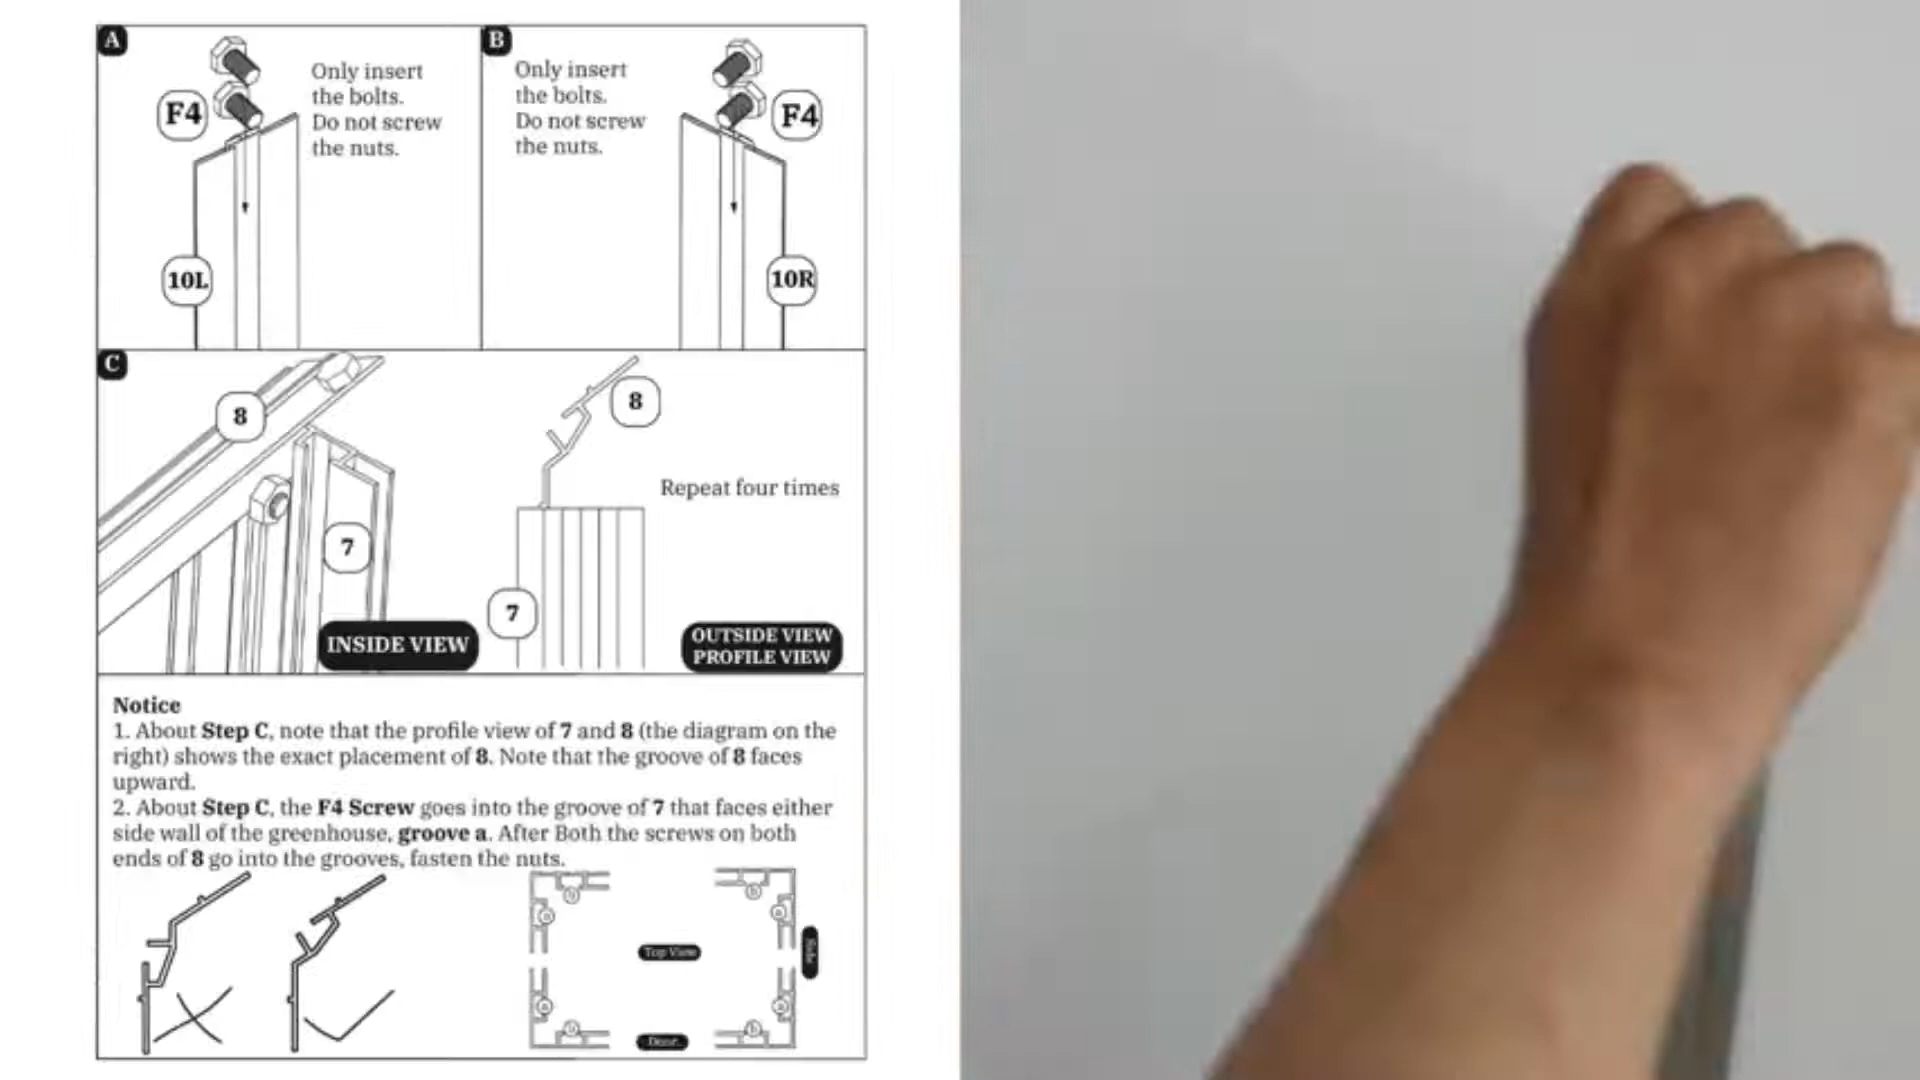 A
Only insert
the bolts.
Do not screw
the nuts.
F4
10L
B
Only insert
the bolts.
Do not screw
the nuts.
F4
10R
C
8
7
INSIDE VIEW
8
7
Repeat four times
OUTSIDE VIEW
PROFILE VIEW
Notice
1. About Step C, note that the profile view of 7 and 8 (the diagram on the
right) shows the exact placement of 8. Note that the groove of 8 faces
upward.
2. About Step C, the F4 Screw goes into the groove of 7 that faces either
side wall of the greenhouse, groove a. After Both the screws on both
ends of 8 go into the grooves, fasten the nuts.
b
b
a
a
Top View
Side
a
a
b
b
Door